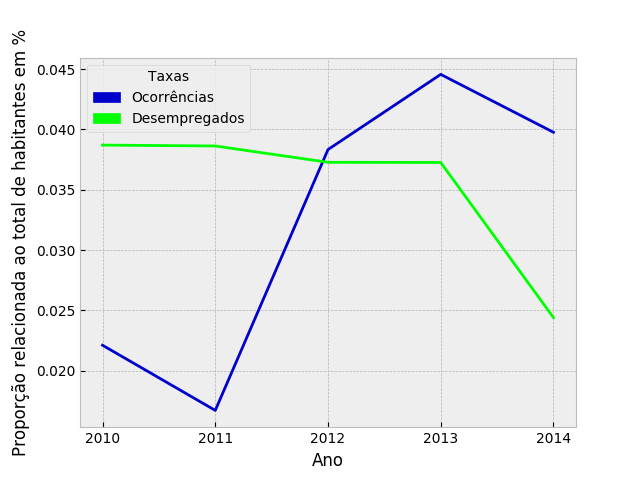 Proporção relacionada ao total de habitantes em %
0.045
0.040
0.035
0.030
0.025
0.020
Taxas
Ocorrências
Desempregados
2010 2011 2012 2013 2014
Ano